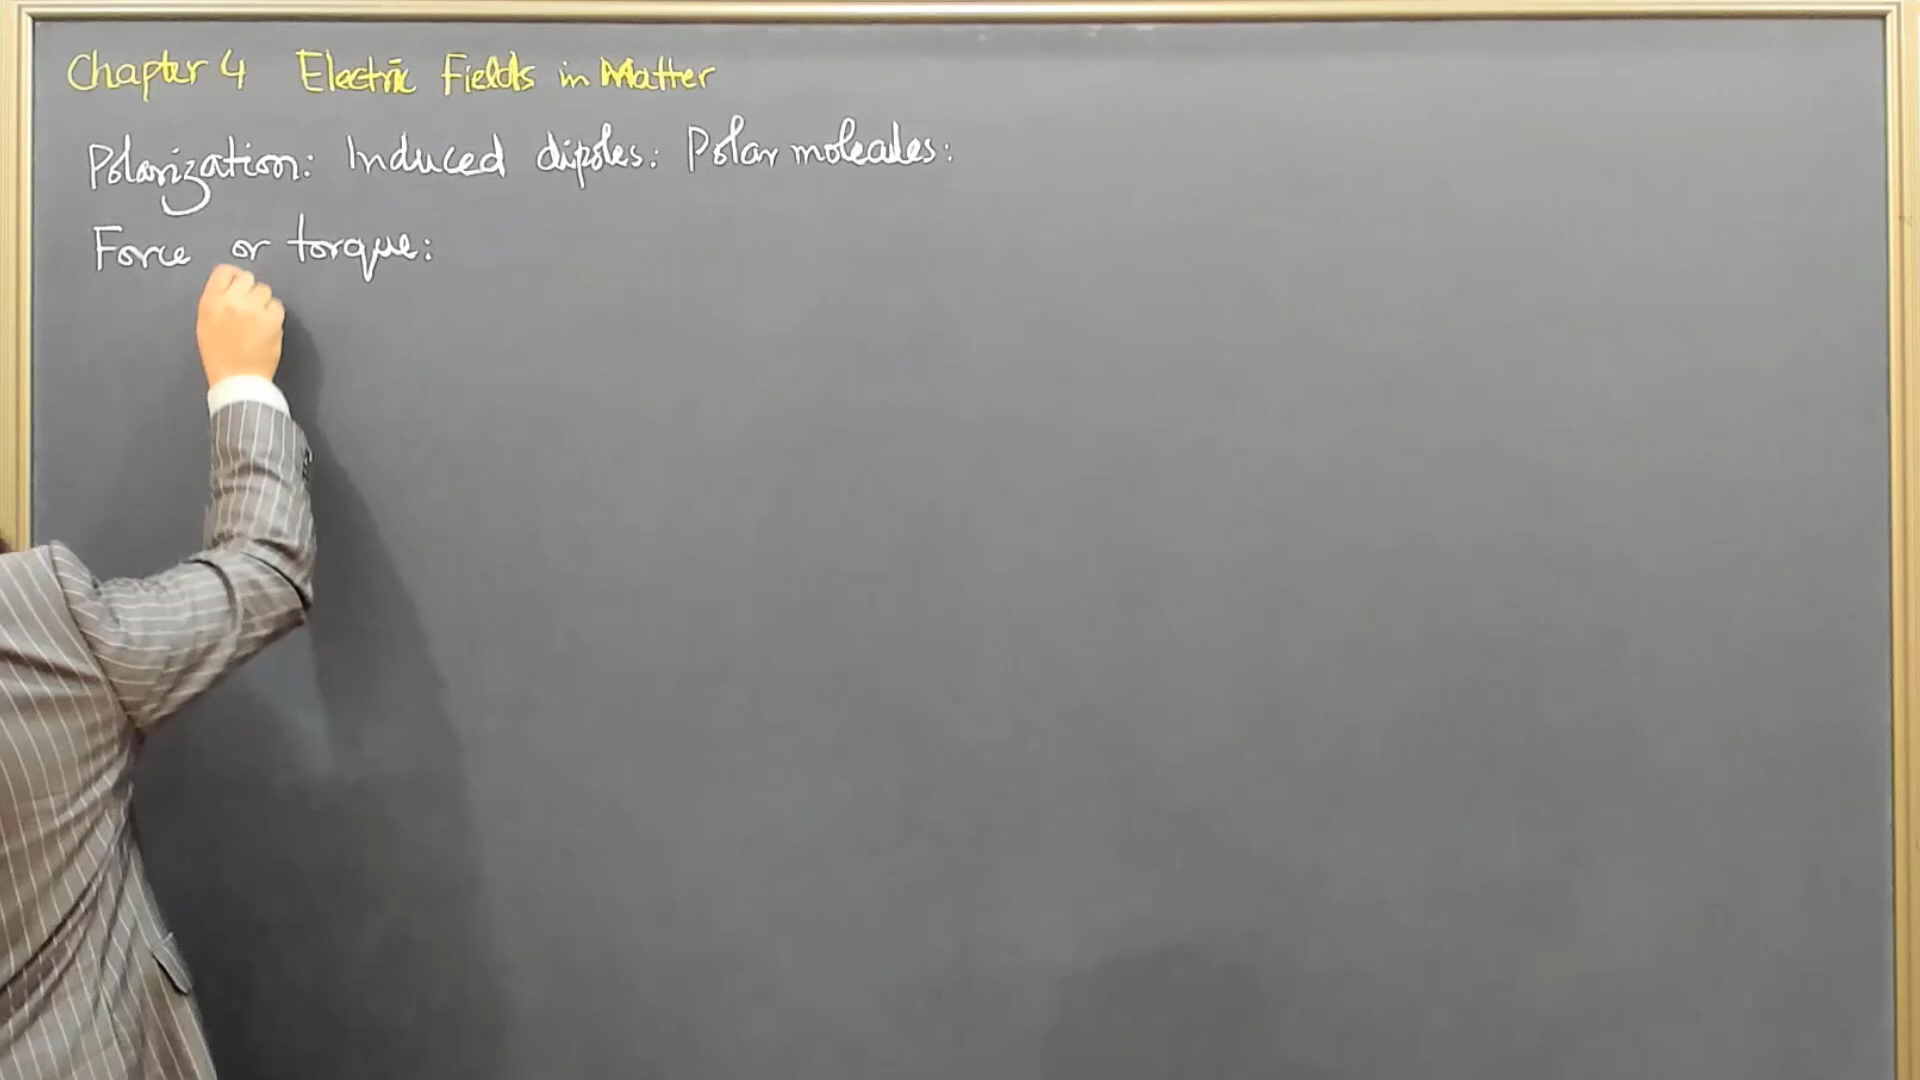 Chapter 4 Electric Fields in Matter
Polarization: Induced dipoles: Polar molecules:
Force or torque: